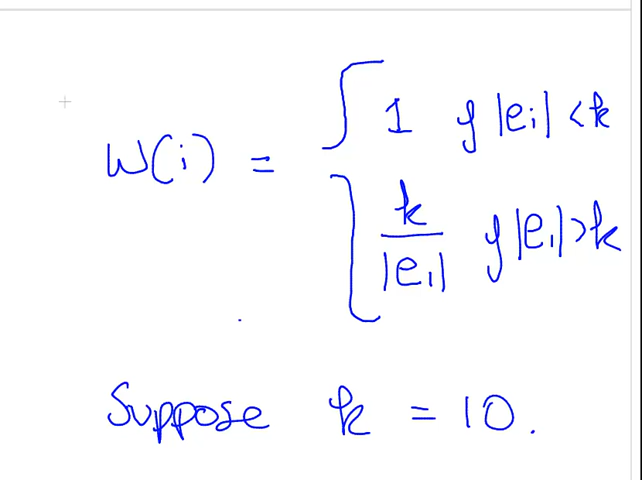 1 if |ei| < k
W(i) =
k/|ei| if |ei| > k
Suppose k = 10.